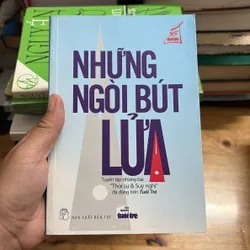 NHỮNG
NGÒI BÚT
LỬA
Tuyển tập những bài
"Thời sự & Suy nghĩ"
đã đăng trên Tuổi Trẻ
NHÀ XUẤT BẢN TRẺ
tuổi trẻ